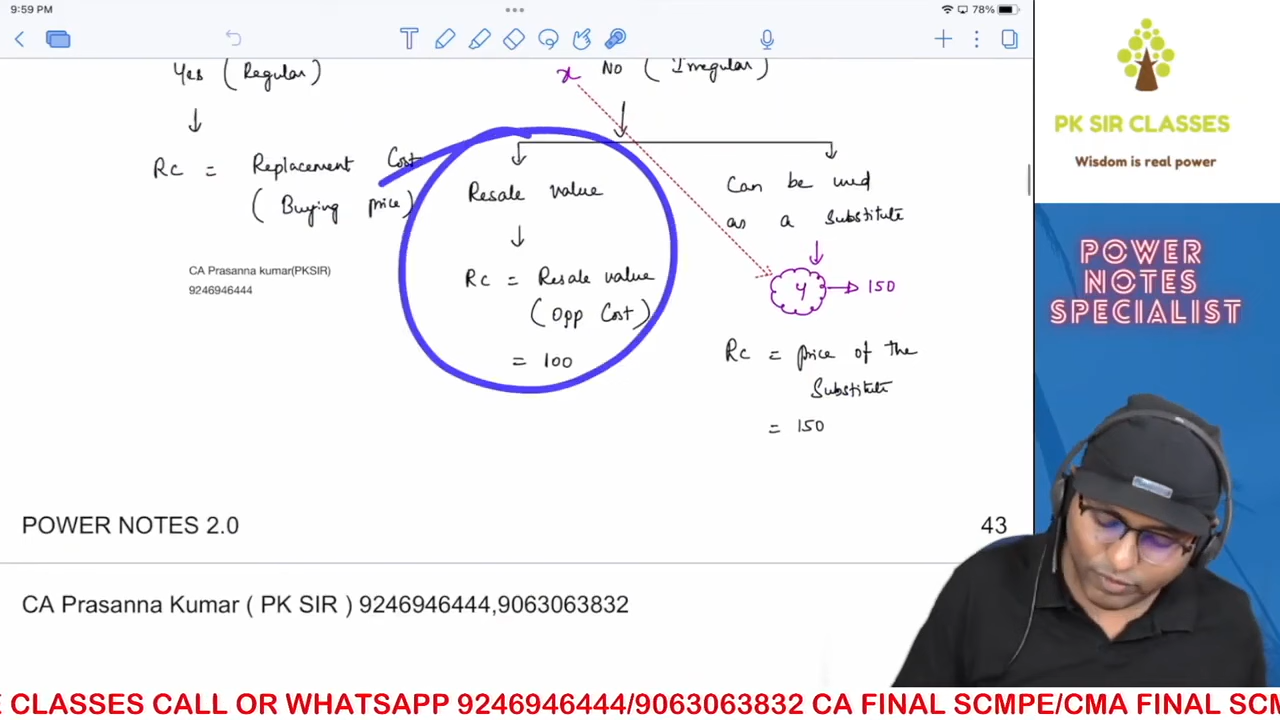 9:59 PM
78%
T
Yes (Regular)
x No (Irregular)
Rc = Replacement Cost
(Buying price)
Resale value
Rc = Resale value
(Opp Cost)
= 100
Can be used
as a Substitute
y → 150
Rc = price of the
Substitute
= 150
CA Prasanna kumar(PKSIR)
9246946444
POWER NOTES 2.0
43
CA Prasanna Kumar ( PK SIR ) 9246946444,9063063832
PK SIR CLASSES
Wisdom is real power
POWER
NOTES
SPECIALIST
E CLASSES CALL OR WHATSAPP 9246946444/9063063832 CA FINAL SCMPE/CMA FINAL SCM